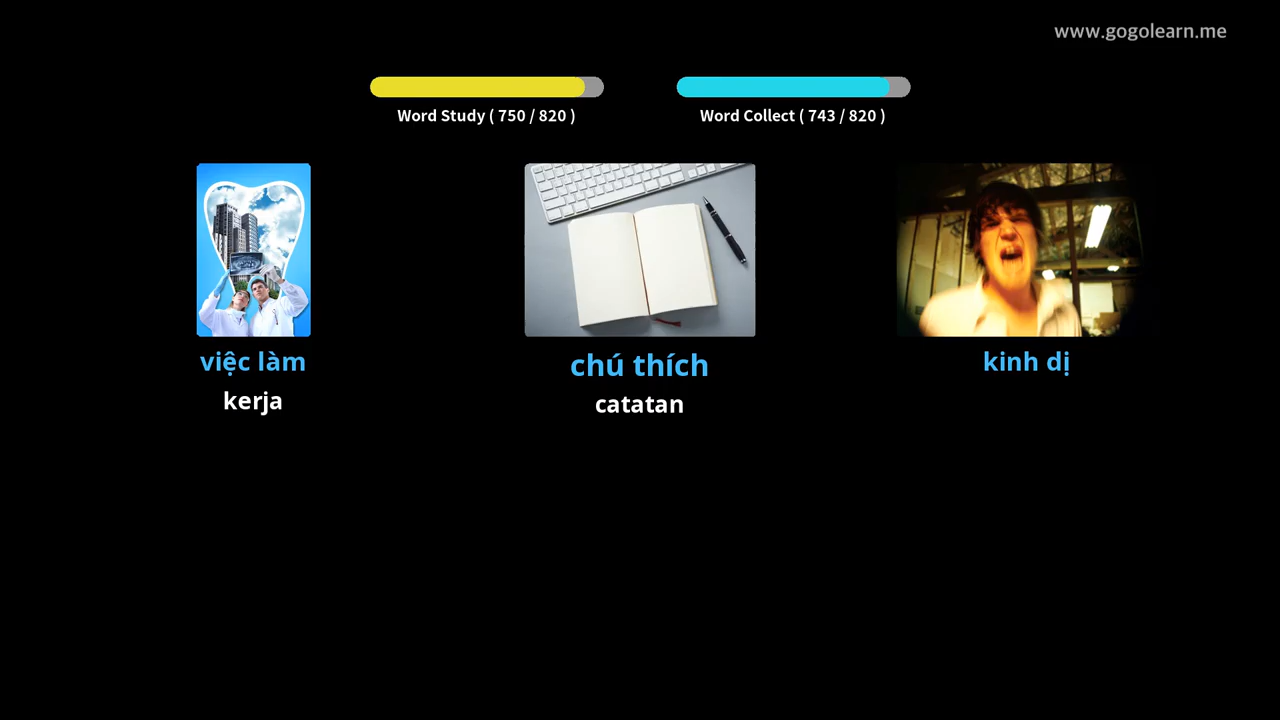 www.gogolearn.me
Word Study ( 750 / 820 )
Word Collect ( 743 / 820 )
việc làm
kerja
chú thích
catatan
kinh dị